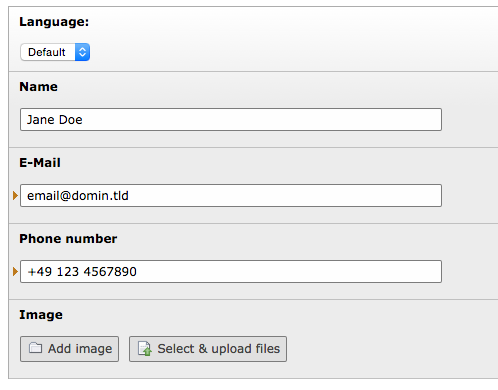 Language:
Default
Name
Jane Doe
E-Mail
email@domin.tld
Phone number
+49 123 4567890
Image
Add image Select & upload files